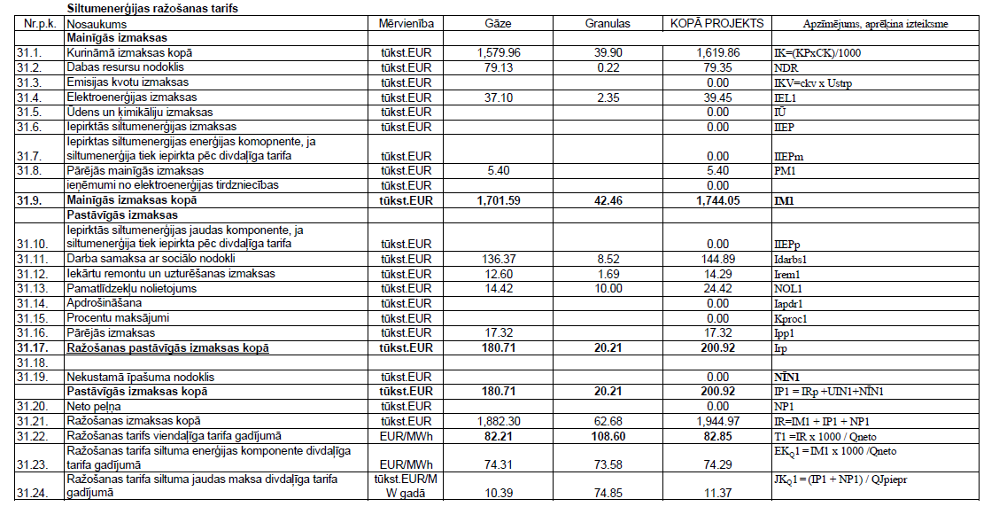 Siltumenerģijas ražošanas tarifs
Nr.p.k. Nosaukums Mērvienība Gāze Granulas KOPĀ PROJEKTS Apzīmējums, aprēķina izteiksme
Mainīgās izmaksas
31.1. Kurināmā izmaksas kopā tūkst.EUR 1,579.96 39.90 1,619.86 IK=(KPxCK)/1000
31.2. Dabas resursu nodoklis tūkst.EUR 79.13 0.22 79.35 NDR
31.3. Emisijas kvotu izmaksas tūkst.EUR 0.00 IKV=ckv x Ustrp
31.4. Elektroenerģijas izmaksas tūkst.EUR 37.10 2.35 39.45 IEL1
31.5. Ūdens un ķimikāliju izmaksas tūkst.EUR 0.00 IŪ
31.6. Iepirktās siltumenerģijas izmaksas tūkst.EUR 0.00 IIEP
Iepirktas siltumenergijas enerģijas komopnente, ja
31.7. siltumenerģija tiek iepirkta pēc divdaļīga tarifa tūkst.EUR 0.00 IIEPm
31.8. Pārējās mainīgās izmaksas tūkst.EUR 5.40 5.40 PM1
ieņēmumi no elektroenerģijas tirdzniecības tūkst.EUR 0.00
31.9. Mainīgās izmaksas kopā tūkst.EUR 1,701.59 42.46 1,744.05 IM1
Pastāvīgās izmaksas
Iepirktās siltumenerģijas jaudas komponente, ja
31.10. siltumenerģija tiek iepirkta pēc divdaļīga tarifa tūkst.EUR 0.00 IIEPp
31.11. Darba samaksa ar sociālo nodokli tūkst.EUR 136.37 8.52 144.89 Idarbs1
31.12. Iekārtu remontu un uzturēšanas izmaksas tūkst.EUR 12.60 1.69 14.29 Irem1
31.13. Pamatlīdzekļu nolietojums tūkst.EUR 14.42 10.00 24.42 NOL1
31.14. Apdrošināšana tūkst.EUR 0.00 Iapdr1
31.15. Procentu maksājumi tūkst.EUR 0.00 Kproc1
31.16. Pārējās izmaksas tūkst.EUR 17.32 17.32 Ipp1
31.17. Ražošanas pastāvīgās izmaksas kopā tūkst.EUR 180.71 20.21 200.92 Irp
31.18.
31.19. Nekustamā īpašuma nodoklis tūkst.EUR 0.00 NĪN1
Pastāvīgās izmaksas kopā tūkst.EUR 180.71 20.21 200.92 IP1 = IRp +UIN1+NĪN1
31.20. Neto peļņa tūkst.EUR 0.00 NP1
31.21. Ražošanas izmaksas kopā tūkst.EUR 1,882.30 62.68 1,944.97 IR=IM1 + IP1 + NP1
31.22. Ražošanas tarifs viendaļīga tarifa gadījumā EUR/MWh 82.21 108.60 82.85 T1 =IR x 1000 / Qneto
Ražošanas tarifa siltuma enerģijas komponente divdaļīga EKQ1 = IM1 x 1000 /Qneto
31.23. tarifa gadījumā EUR/MWh 74.31 73.58 74.29
Ražošanas tarifa siltuma jaudas maksa divdaļīga tarifa tūkst.EUR/M JKQ1 = (IP1 + NP1) / QJpiepr
31.24. gadījumā W gadā 10.39 74.85 11.37